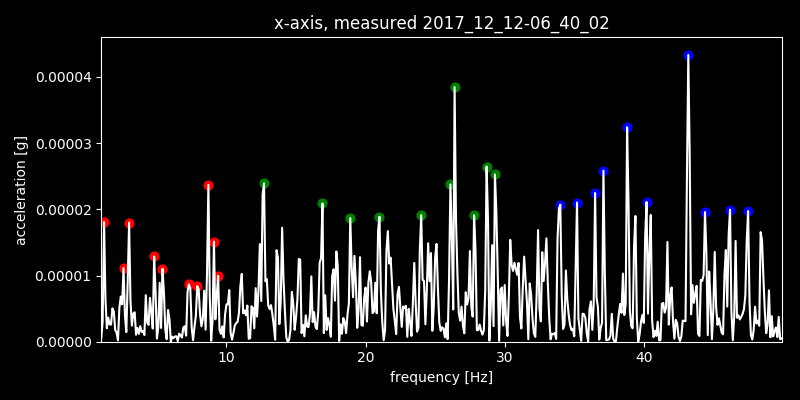 x-axis, measured 2017_12_12-06_40_02
0.00004
0.00003
0.00002
0.00001
0.00000
acceleration [g]
10 20 30 40
frequency [Hz]